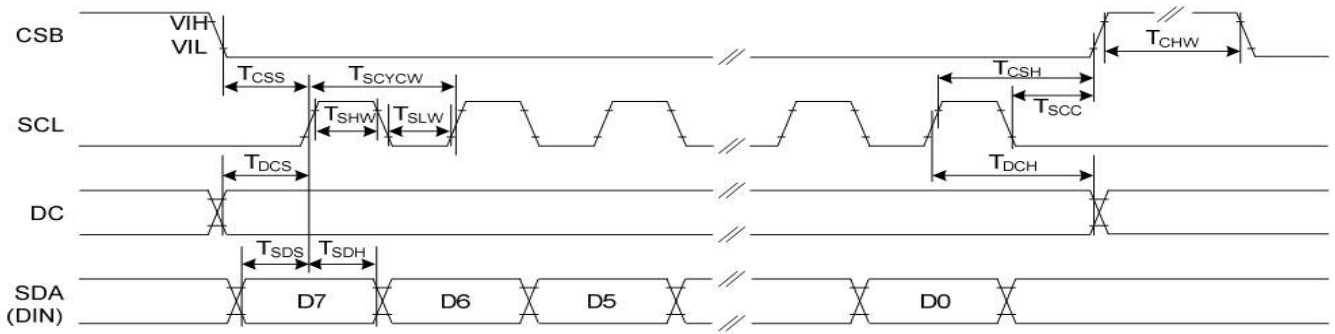 CSB
VIH
VIL
TCHW
TCSS
TSCYCW
TCSH
SCL
TSHW
TSLW
TSCC
TDCS
TDCH
DC
TSDS
TSDH
SDA
(DIN)
D7
D6
D5
D0